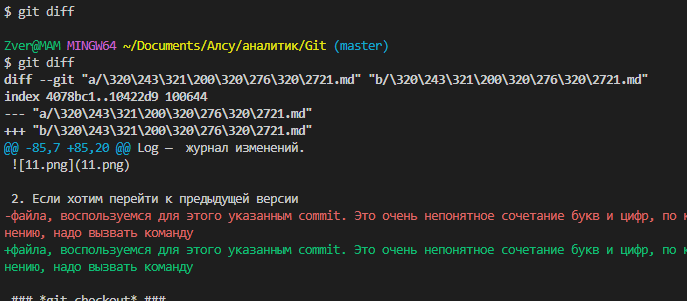 $ git diff
Zver@MAM MINGW64 ~/Documents/Алсу/аналитик/Git (master)
$ git diff
diff --git "a/\320\243\321\200\320\276\320\2721.md" "b/\320\243\321\200\320\276\320\2721.md"
index 4078bc1..10422d9 100644
--- "a/\320\243\321\200\320\276\320\2721.md"
+++ "b/\320\243\321\200\320\276\320\2721.md"
@@ -85,7 +85,20 @@ Log – журнал изменений.
![11.png](11.png)
2. Если хотим перейти к предыдущей версии
-файла, воспользуемся для этого указанным commit. Это очень непонятное сочетание букв и цифр, по к
нению, надо вызвать команду
+файла, воспользуемся для этого указанным commit. Это очень непонятное сочетание букв и цифр, по к
нению, надо вызвать команду
### *git checkout* ###